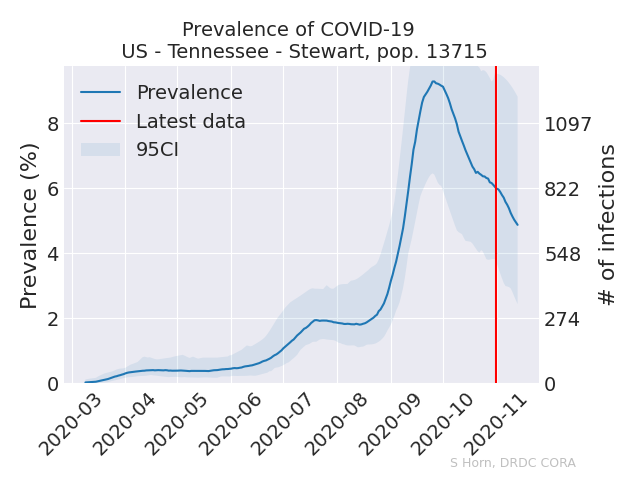 Prevalence of COVID-19
US - Tennessee - Stewart, pop. 13715
Prevalence
Latest data
95CI
Prevalence (%)
8
6
4
2
0
1097
822
548
274
0
# of infections
2020-03
2020-04
2020-05
2020-06
2020-07
2020-08
2020-09
2020-10
2020-11
S Horn, DRDC CORA